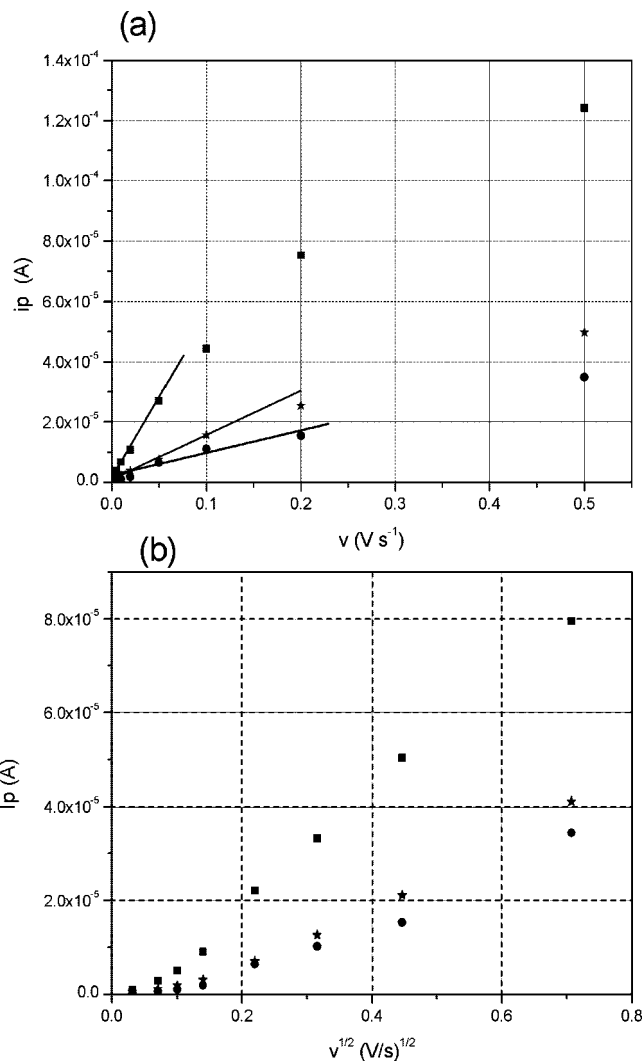 (a)
1.4x10-4
1.2x10-4
1.0x10-4
8.0x10-5
6.0x10-5
4.0x10-5
2.0x10-5
0.0
ip (A)
0.0 0.1 0.2 0.3 0.4 0.5
v (V s-1)
(b)
8.0x10-5
6.0x10-5
4.0x10-5
2.0x10-5
0.0
Ip (A)
0.0 0.2 0.4 0.6 0.8
v1/2 (V/s)1/2